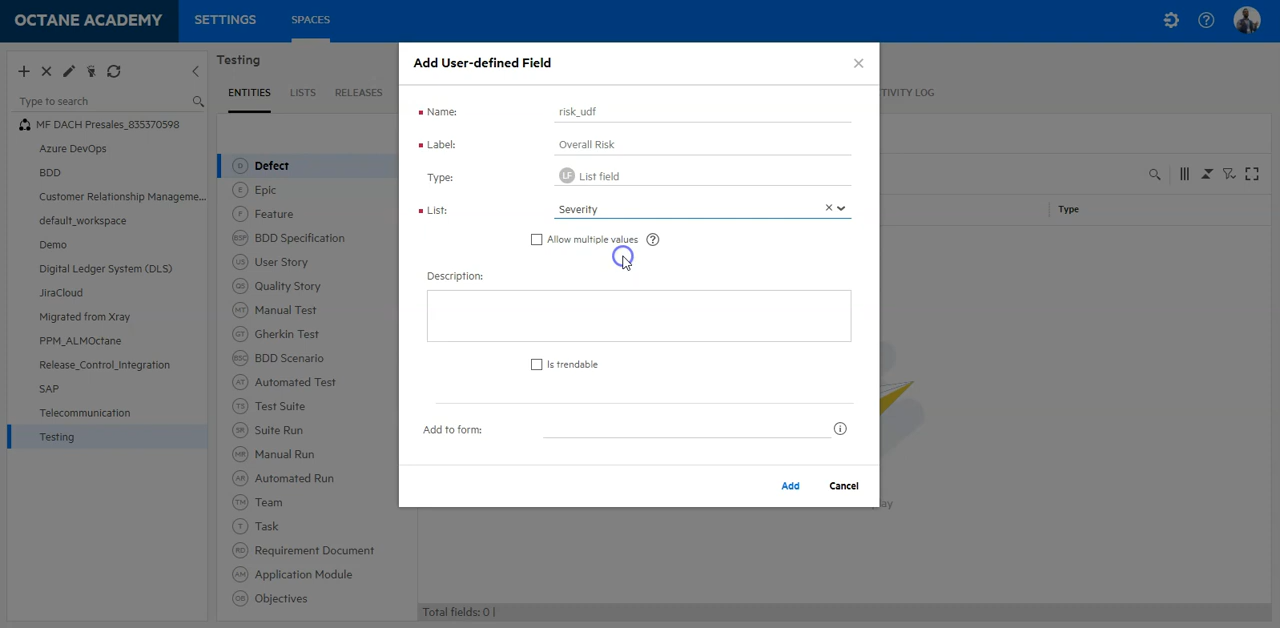 OCTANE ACADEMY
SETTINGS
SPACES
Testing
ENTITIES
LISTS
RELEASES
TIVITY LOG
Type to search
MF DACH Presales_835370598
Azure DevOps
BDD
Customer Relationship Manageme...
default_workspace
Demo
Digital Ledger System (DLS)
JiraCloud
Migrated from Xray
PPM_ALMOctane
Release_Control_Integration
SAP
Telecommunication
Testing
D Defect
E Epic
F Feature
BSP BDD Specification
US User Story
QS Quality Story
MT Manual Test
GT Gherkin Test
BSC BDD Scenario
AT Automated Test
TS Test Suite
SR Suite Run
MR Manual Run
AR Automated Run
TM Team
T Task
RD Requirement Document
AM Application Module
OB Objectives
Add User-defined Field
Name:
risk_udf
Label:
Overall Risk
Type:
LF List field
List:
Severity
Allow multiple values
Description:
Is trendable
Add to form:
Add
Cancel
Type
ay
Total fields: 0 |